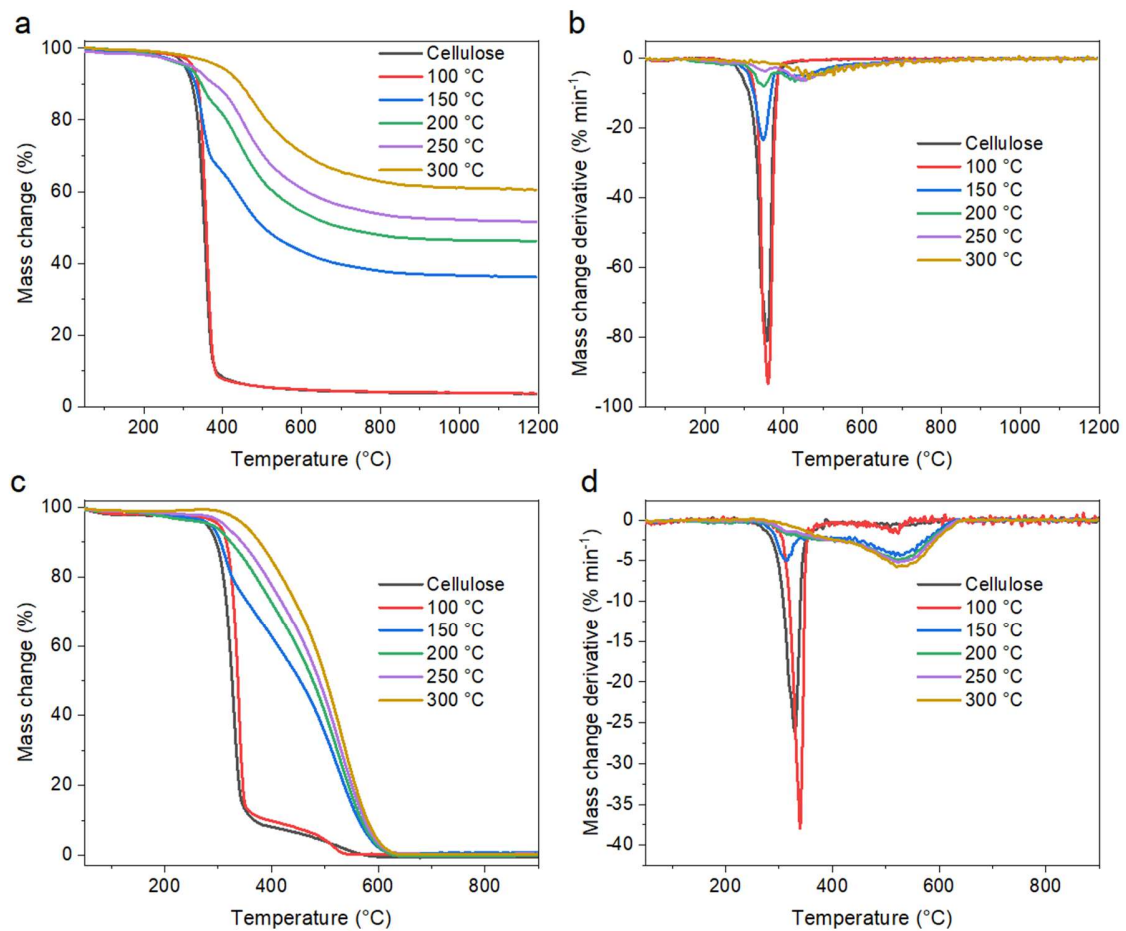 a
Mass change (%)
100
80
60
40
20
0
Cellulose
100 °C
150 °C
200 °C
250 °C
300 °C
200 400 600 800 1000 1200
Temperature (°C)
b
Mass change derivative (% min⁻¹)
0
-20
-40
-60
-80
-100
Cellulose
100 °C
150 °C
200 °C
250 °C
300 °C
200 400 600 800 1000 1200
Temperature (°C)
c
Mass change (%)
100
80
60
40
20
0
Cellulose
100 °C
150 °C
200 °C
250 °C
300 °C
200 400 600 800
Temperature (°C)
d
Mass change derivative (% min⁻¹)
0
-5
-10
-15
-20
-25
-30
-35
-40
Cellulose
100 °C
150 °C
200 °C
250 °C
300 °C
200 400 600 800
Temperature (°C)